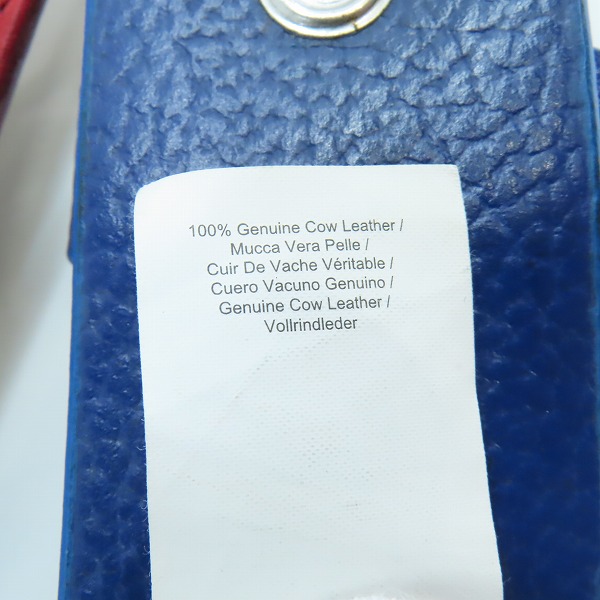 100% Genuine Cow Leather /
Mucca Vera Pelle /
Cuir De Vache Véritable /
Cuero Vacuno Genuino /
Genuine Cow Leather /
Vollrindleder